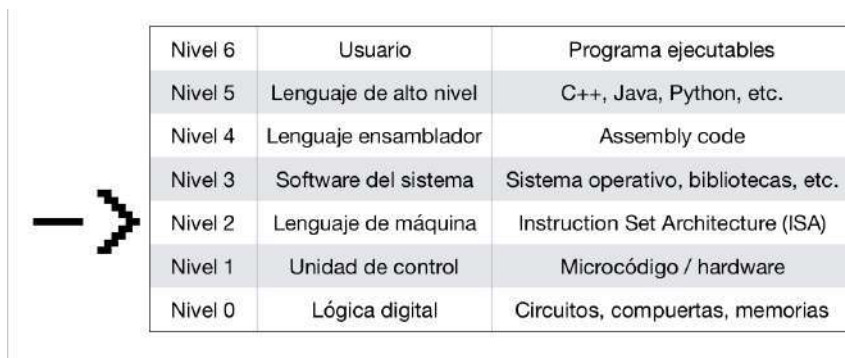 Nivel 6 Usuario Programa ejecutables
Nivel 5 Lenguaje de alto nivel C++, Java, Python, etc.
Nivel 4 Lenguaje ensamblador Assembly code
Nivel 3 Software del sistema Sistema operativo, bibliotecas, etc.
Nivel 2 Lenguaje de máquina Instruction Set Architecture (ISA)
Nivel 1 Unidad de control Microcódigo / hardware
Nivel 0 Lógica digital Circuitos, compuertas, memorias